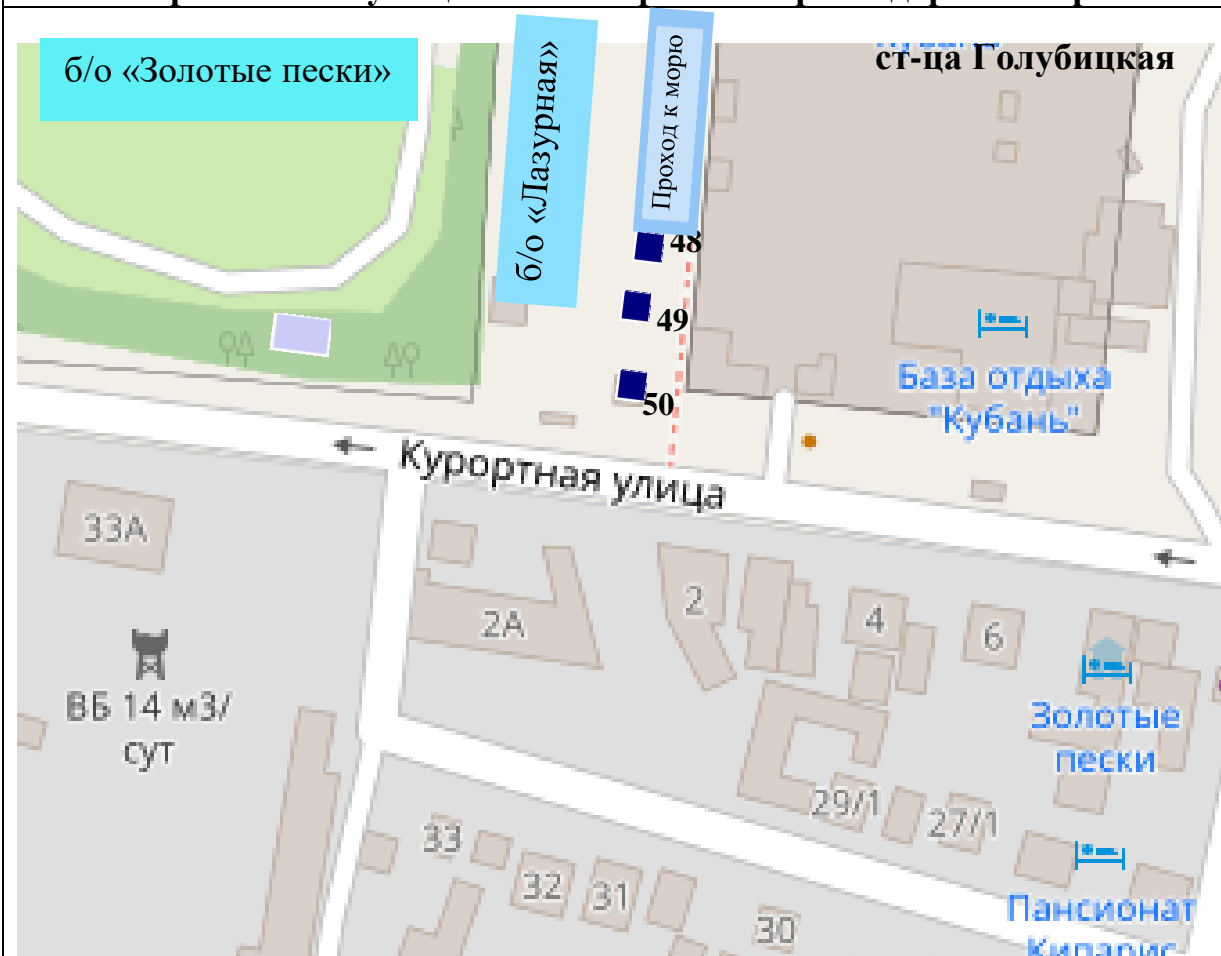 б/о «Золотые пески»
б/о «Лазурная»
Проход к морю
ст-ца Голубицкая
48
49
50
База отдыха
"Кубань"
Курортная улица
33А
2А
2
4
6
ВБ 14 м3/
сут
Золотые
пески
29/1
27/1
33
32
31
30
Пансионат
Кипарис